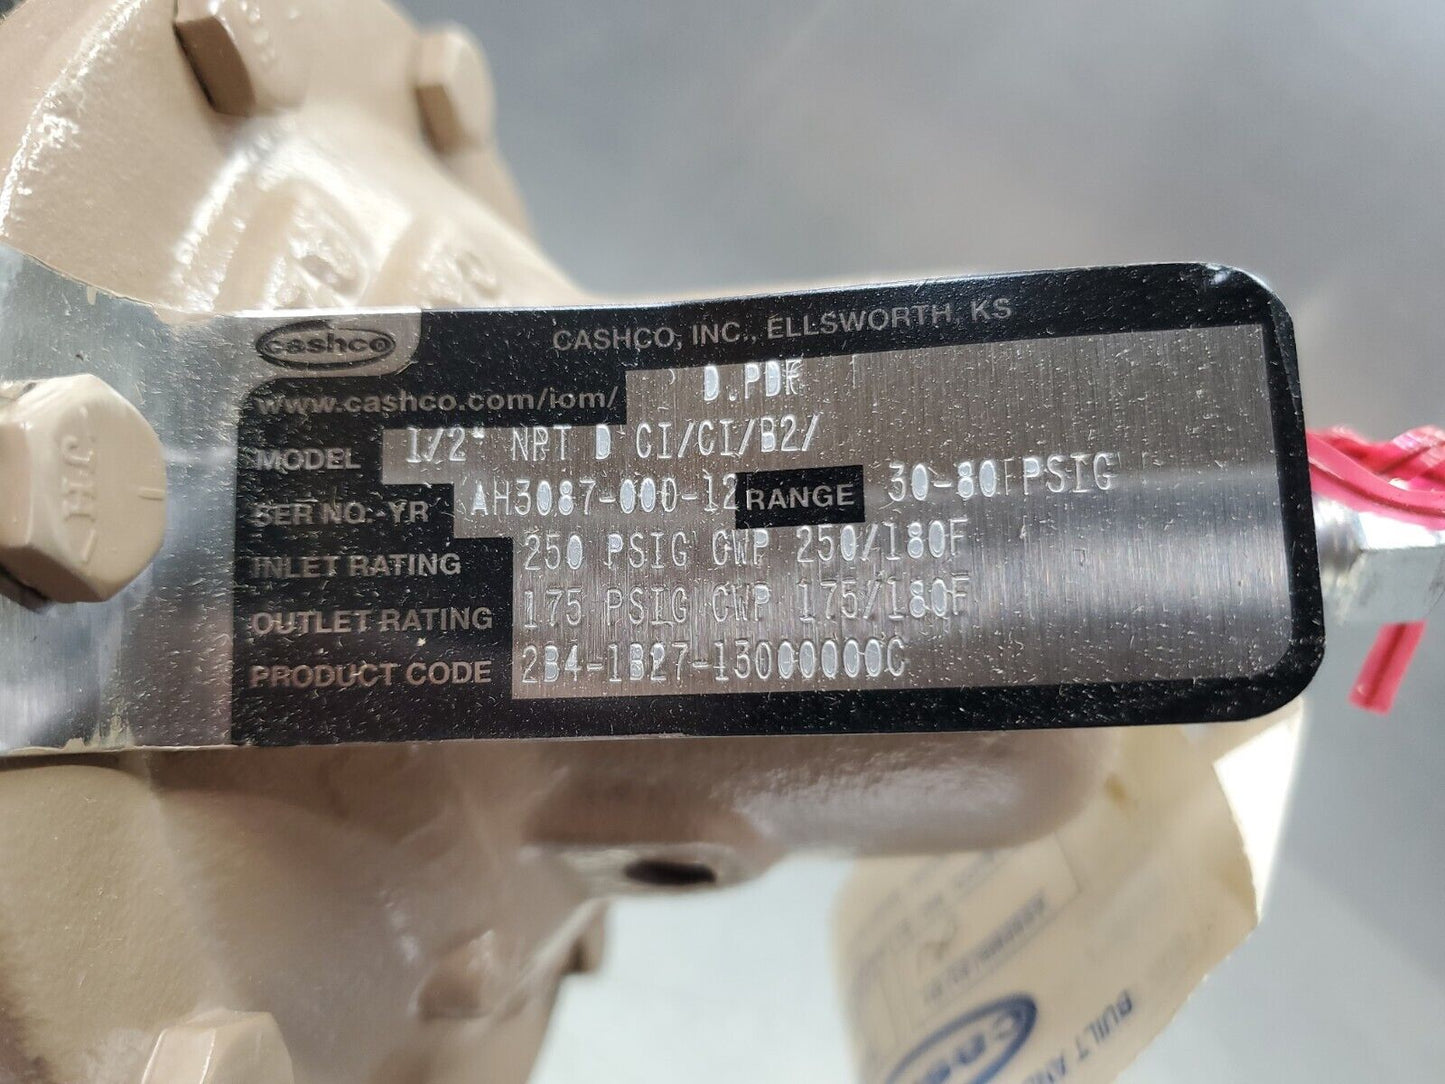 cashco
CASHCO, INC., ELLSWORTH, KS
www.cashco.com/iom/ D.PDF
MODEL 1/2" NPT D CI/CI/B2/
SER NO.-YR AH3087-000-12 RANGE 30-80 PSIG
INLET RATING 250 PSIG CWP 250/180F
OUTLET RATING 175 PSIG CWP 175/180F
PRODUCT CODE 2B4-1B27-13000000C
JH
BUILT